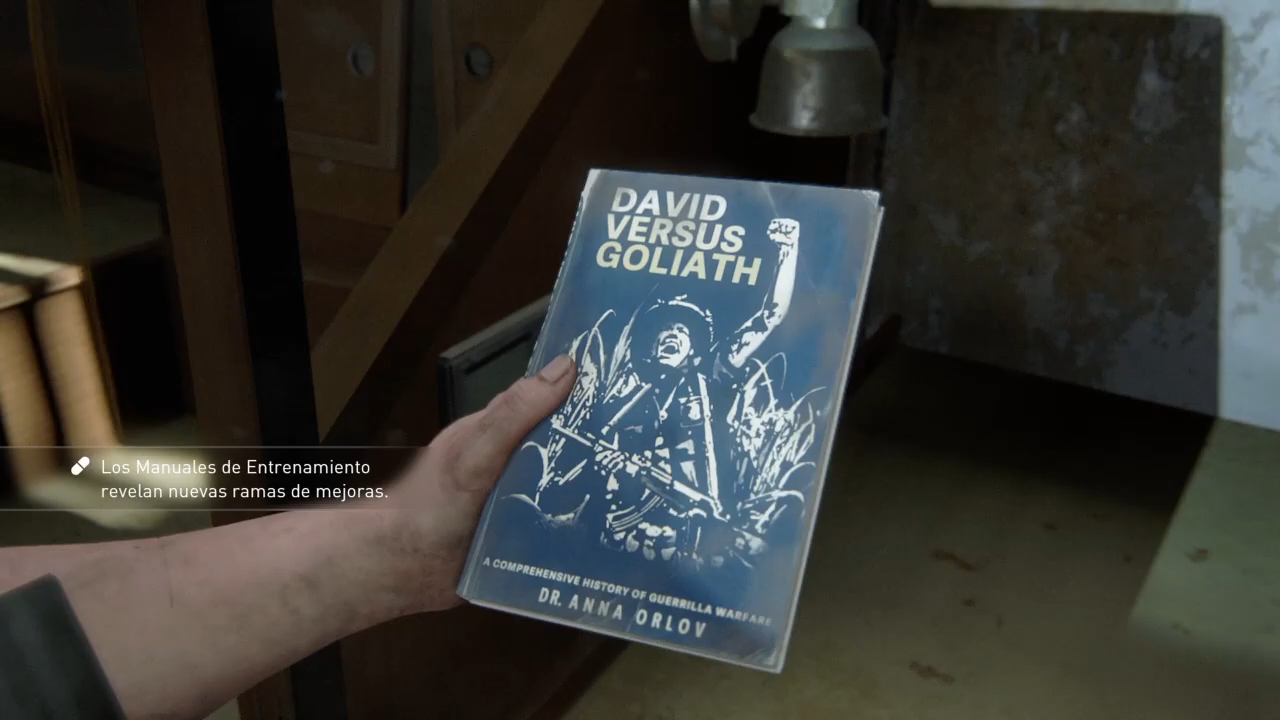 DAVID
VERSUS
GOLIATH
Los Manuales de Entrenamiento
revelan nuevas ramas de mejoras.
A COMPREHENSIVE HISTORY OF GUERRILLA WARFARE
DR. ANNA ORLOV